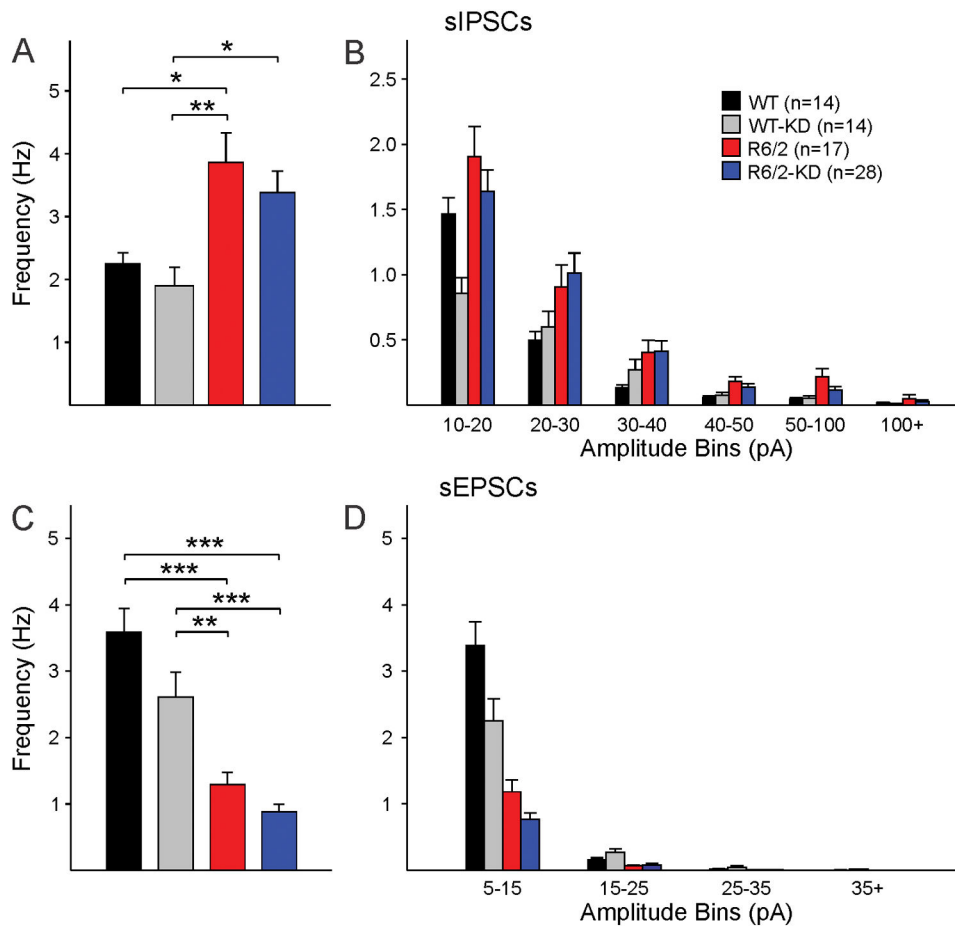 sIPSCs
A
B
Frequency (Hz)
5
4
3
2
1
*
*
**
2.5
2.0
1.5
1.0
0.5
WT (n=14)
WT-KD (n=14)
R6/2 (n=17)
R6/2-KD (n=28)
10-20 20-30 30-40 40-50 50-100 100+
Amplitude Bins (pA)
sEPSCs
C
D
Frequency (Hz)
5
4
3
2
1
***
***
***
**
5
4
3
2
1
5-15 15-25 25-35 35+
Amplitude Bins (pA)